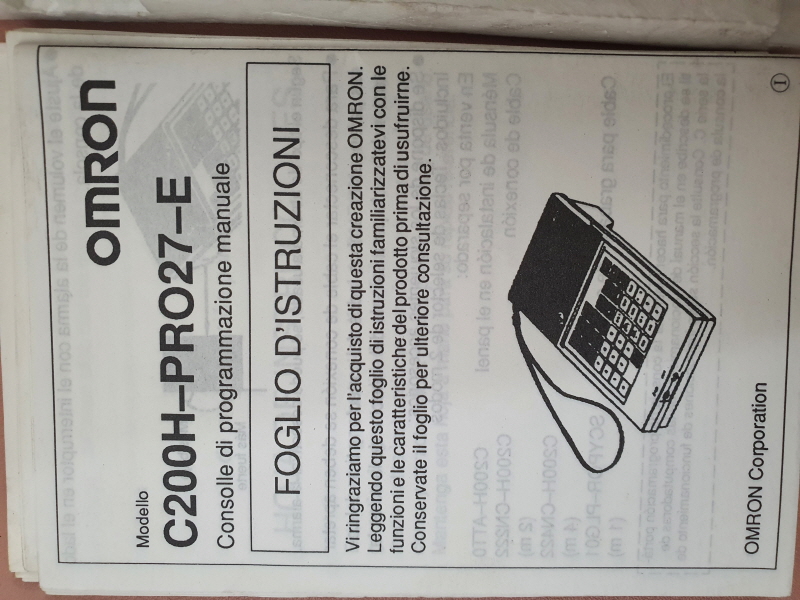 OMRON
Modello
C200H–PRO27–E
Consolle di programmazione manuale
FOGLIO D'ISTRUZIONI
Vi ringraziamo per l'acquisto di questa creazione OMRON.
Leggendo questo foglio di istruzioni familiarizzatevi con le
funzioni e le caratteristiche del prodotto prima di usufruirne.
Conservate il foglio per ulteriore consultazione.
OMRON Corporation
①